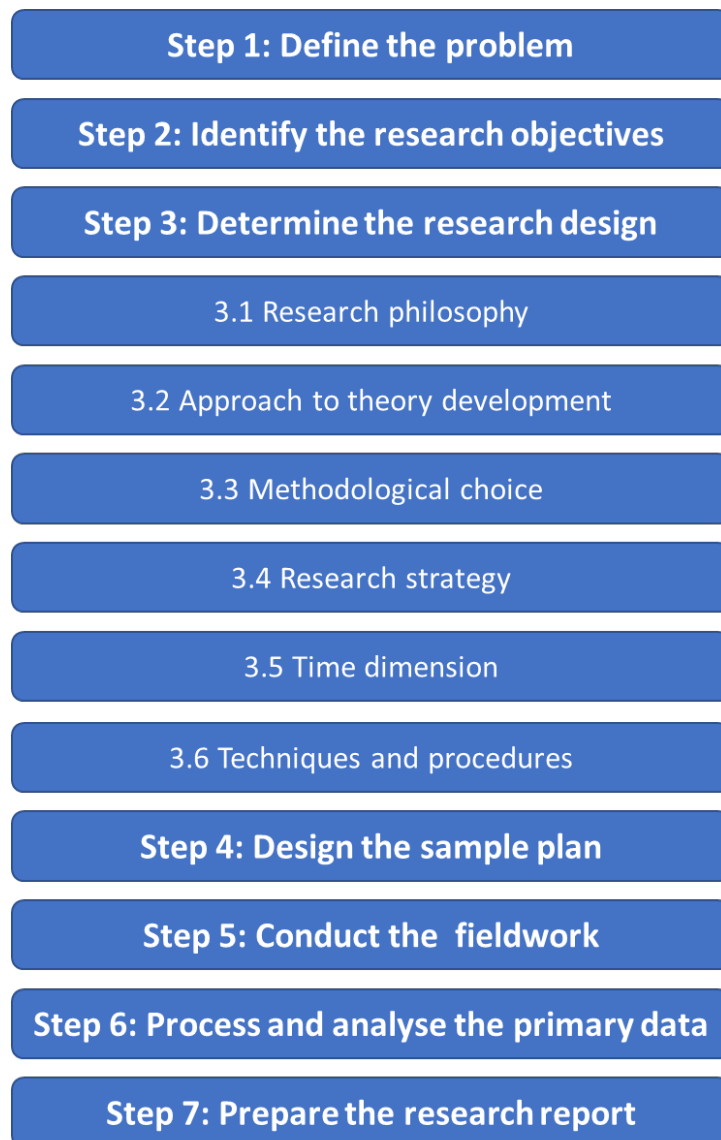 Step 1: Define the problem
Step 2: Identify the research objectives
Step 3: Determine the research design
3.1 Research philosophy
3.2 Approach to theory development
3.3 Methodological choice
3.4 Research strategy
3.5 Time dimension
3.6 Techniques and procedures
Step 4: Design the sample plan
Step 5: Conduct the  fieldwork
Step 6: Process and analyse the primary data
Step 7: Prepare the research report